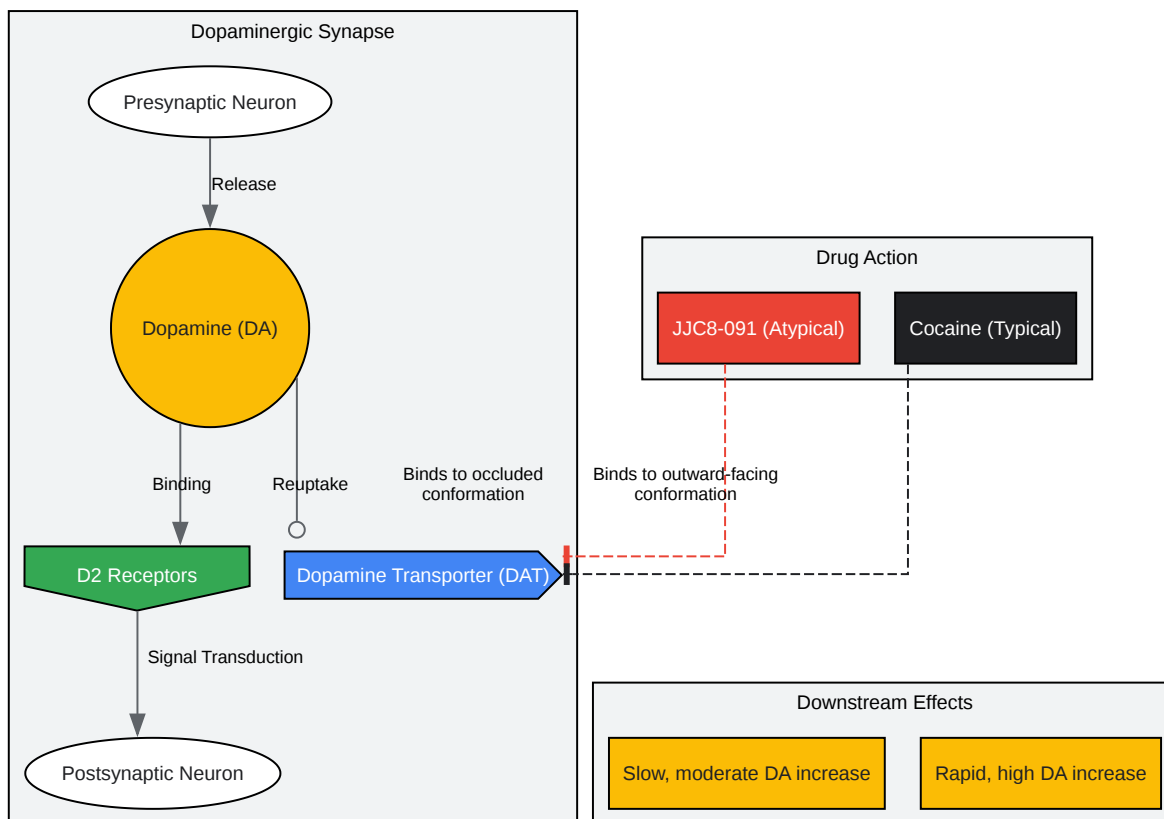 Dopaminergic Synapse
Presynaptic Neuron
Release
Dopamine (DA)
Binding
Reuptake
Binds to occluded
conformation
Binds to outward-facing
conformation
D2 Receptors
Dopamine Transporter (DAT)
Signal Transduction
Postsynaptic Neuron
Drug Action
JJC8-091 (Atypical)
Cocaine (Typical)
Downstream Effects
Slow, moderate DA increase
Rapid, high DA increase